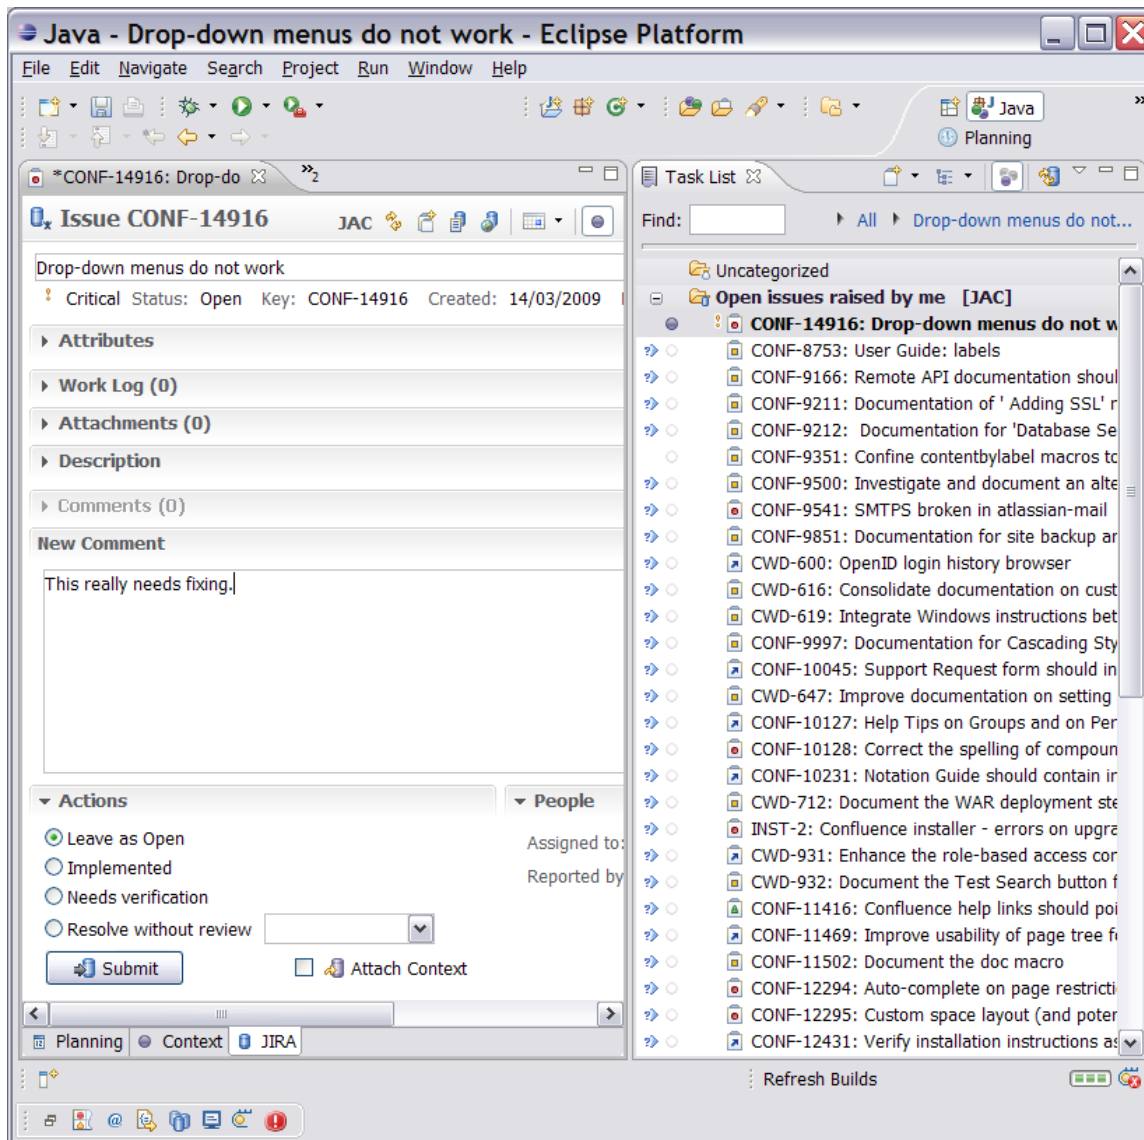 Java - Drop-down menus do not work - Eclipse Platform
File Edit Navigate Search Project Run Window Help
Java
Planning
*CONF-14916: Drop-do
»2
Issue CONF-14916
JAC
Drop-down menus do not work
Critical Status: Open Key: CONF-14916 Created: 14/03/2009
Attributes
Work Log (0)
Attachments (0)
Description
Comments (0)
New Comment
This really needs fixing.
Actions
Leave as Open
Implemented
Needs verification
Resolve without review
Submit
Attach Context
People
Assigned to:
Reported by
Planning Context JIRA
Task List
Find:
All Drop-down menus do not...
Uncategorized
Open issues raised by me [JAC]
CONF-14916: Drop-down menus do not w
CONF-8753: User Guide: labels
CONF-9166: Remote API documentation shoul
CONF-9211: Documentation of ' Adding SSL' r
CONF-9212: Documentation for 'Database Se
CONF-9351: Confine contentbylabel macros to
CONF-9500: Investigate and document an alte
CONF-9541: SMTPS broken in atlassian-mail
CONF-9851: Documentation for site backup ar
CWD-600: OpenID login history browser
CWD-616: Consolidate documentation on cust
CWD-619: Integrate Windows instructions bet
CONF-9997: Documentation for Cascading Sty
CONF-10045: Support Request form should in
CWD-647: Improve documentation on setting
CONF-10127: Help Tips on Groups and on Per
CONF-10128: Correct the spelling of compoun
CONF-10231: Notation Guide should contain ir
CWD-712: Document the WAR deployment ste
INST-2: Confluence installer - errors on upgra
CWD-931: Enhance the role-based access cor
CWD-932: Document the Test Search button f
CONF-11416: Confluence help links should poi
CONF-11469: Improve usability of page tree fo
CONF-11502: Document the doc macro
CONF-12294: Auto-complete on page restricti
CONF-12295: Custom space layout (and poter
CONF-12431: Verify installation instructions as
Refresh Builds